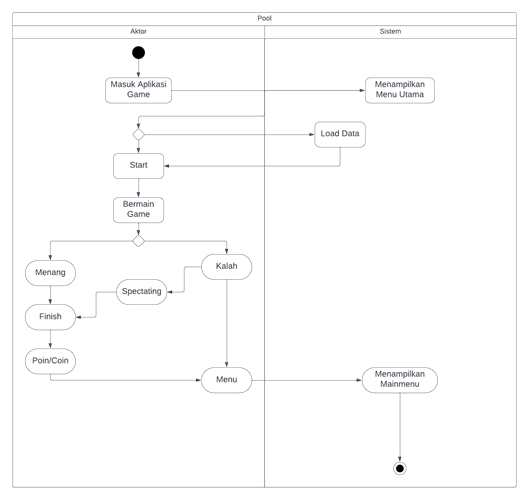 Pool
Aktor
Sistem
Masuk Aplikasi
Game
Menampilkan
Menu Utama
Load Data
Start
Bermain
Game
Menang
Kalah
Spectating
Finish
Poin/Coin
Menu
Menampilkan
Mainmenu